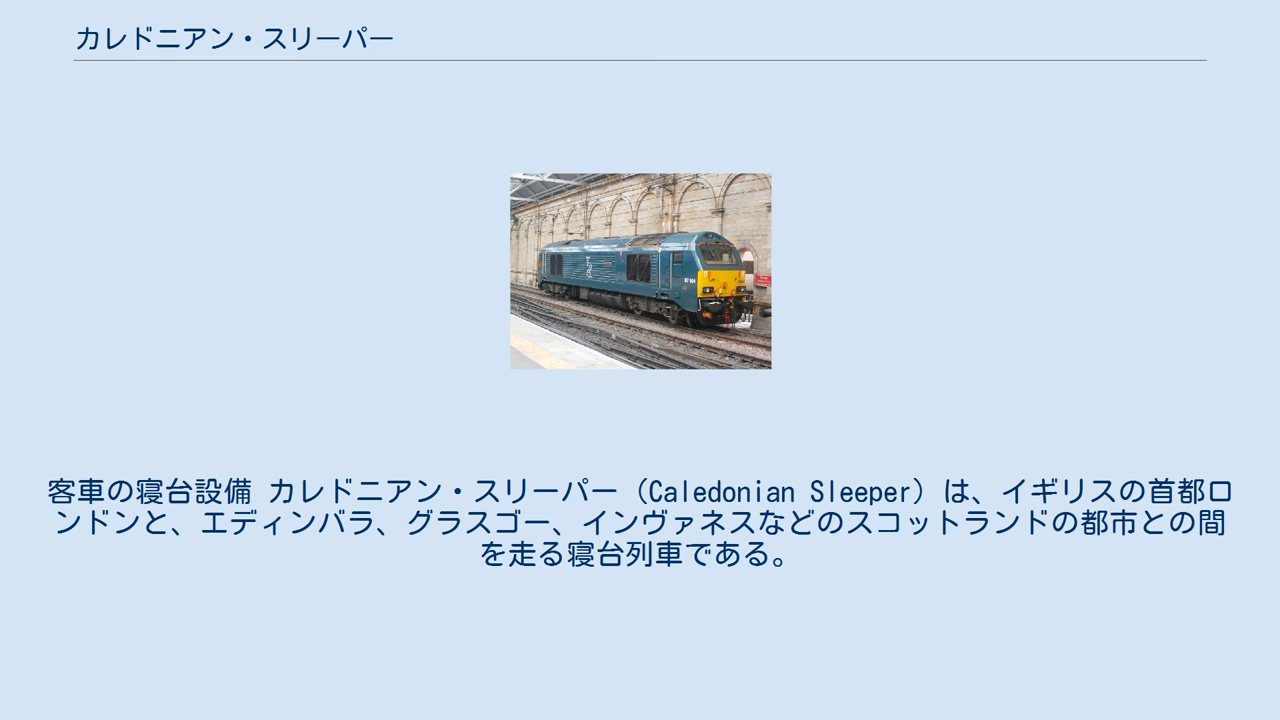 カレドニアン・スリーパー
客車の寝台設備 カレドニアン・スリーパー（Caledonian Sleeper）は、イギリスの首都ロ
ンドンと、エディンバラ、グラスゴー、インヴァネスなどのスコットランドの都市との間
を走る寝台列車である。